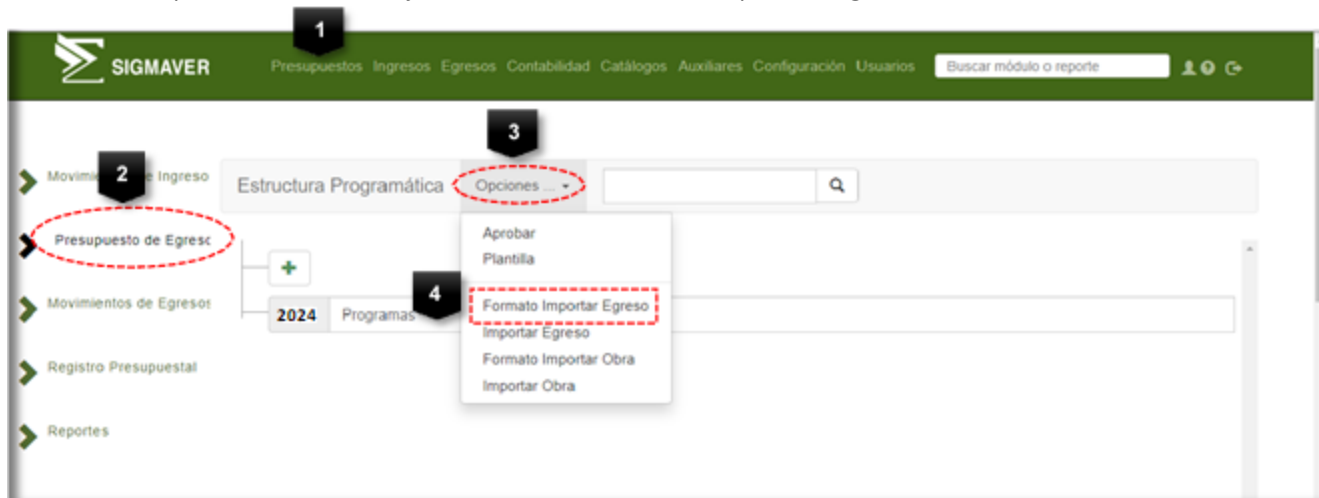 1
SIGMAVER
Presupuestos Ingresos Egresos Contabilidad Catálogos Auxiliares Configuración Usuarios
Buscar módulo o reporte
3
2
Movimie e Ingreso
Estructura Programática
Opciones ...
Presupuesto de Egresc
Aprobar
Plantilla
4
Movimientos de Egresos
2024 Programas
Formato Importar Egreso
Importar Egreso
Formato Importar Obra
Registro Presupuestal
Importar Obra
Reportes